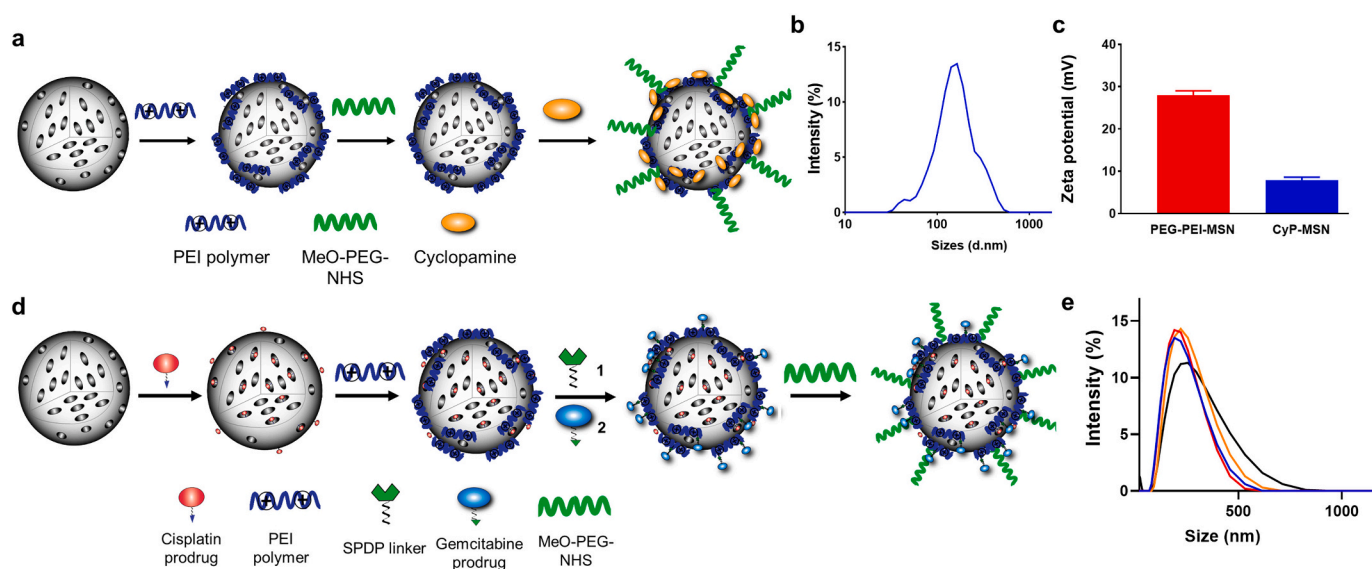 a
PEI polymer
MeO-PEG-
NHS
Cyclopamine
b
Intensity (%)
15
10
5
0
10
100
1000
Sizes (d.nm)
c
Zeta potential (mV)
40
30
20
10
0
PEG-PEI-MSN
CyP-MSN
d
1
2
Cisplatin
prodrug
PEI
polymer
SPDP linker
Gemcitabine
prodrug
MeO-PEG-
NHS
e
Intensity (%)
15
10
5
0
500
1000
Size (nm)